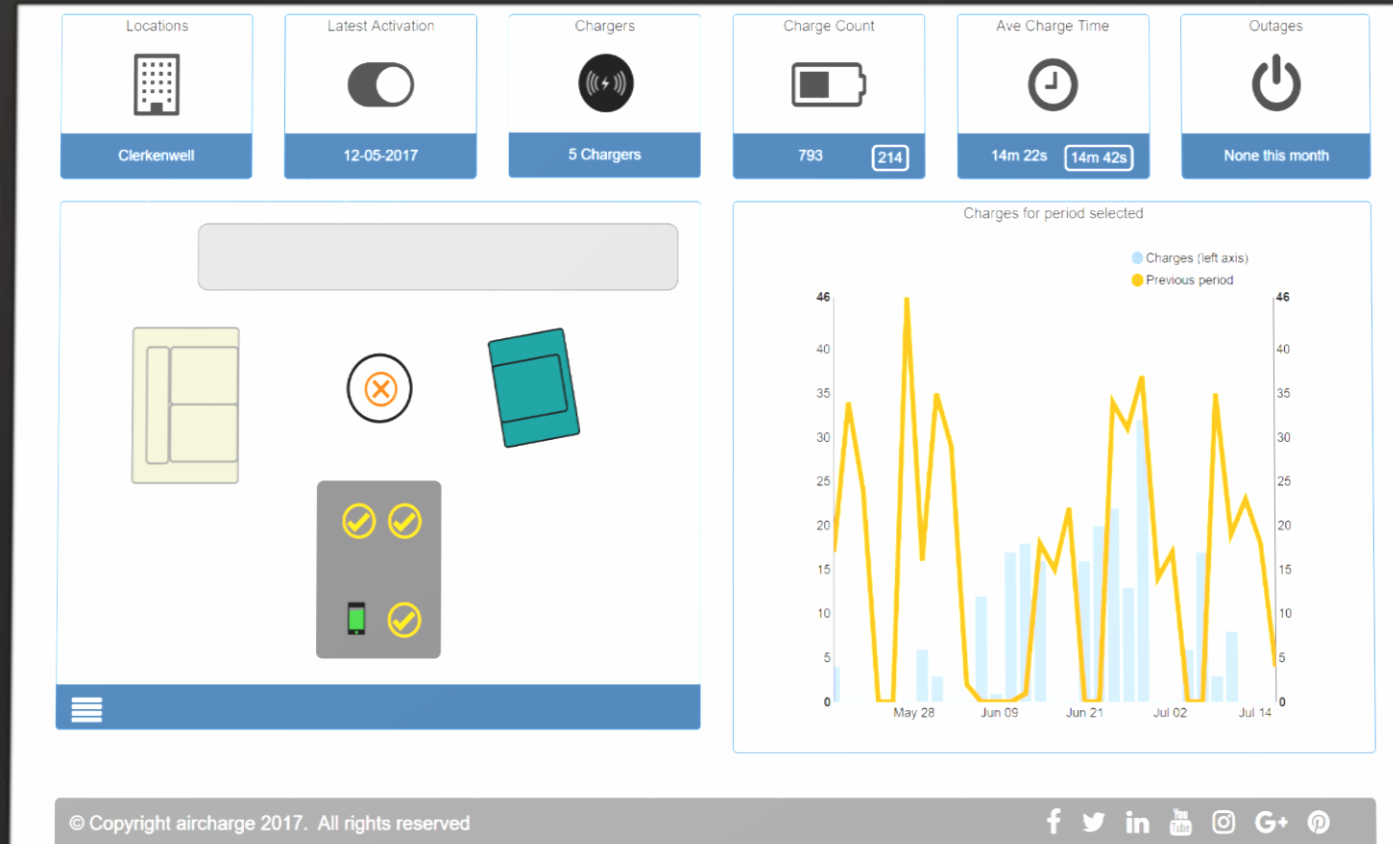 Locations
Latest Activation
Chargers
Charge Count
Ave Charge Time
Outages
Clerkenwell
12-05-2017
5 Chargers
793 214
14m 22s 14m 42s
None this month
Charges for period selected
Charges (left axis)
Previous period
46 46
40 40
35 35
30 30
25 25
20 20
15 15
10 10
5 5
0 0
May 28 Jun 09 Jun 21 Jul 02 Jul 14
© Copyright aircharge 2017. All rights reserved
f in You Tube G+